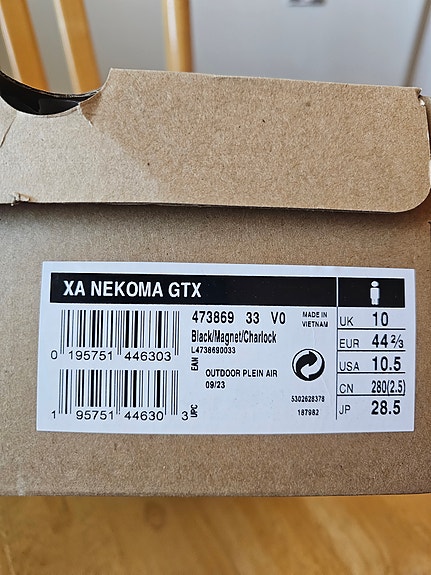 XA NEKOMA GTX
473869 33 V0
Black/Magnet/Charlock
L4738690033
MADE IN
VIETNAM
0 195751 446603
EAN
OUTDOOR PLEIN AIR
09/23
1 95751 44630 3
UPC
5302628378
187982
UK 10
EUR 44 2/3
USA 10.5
CN 280(2.5)
JP 28.5